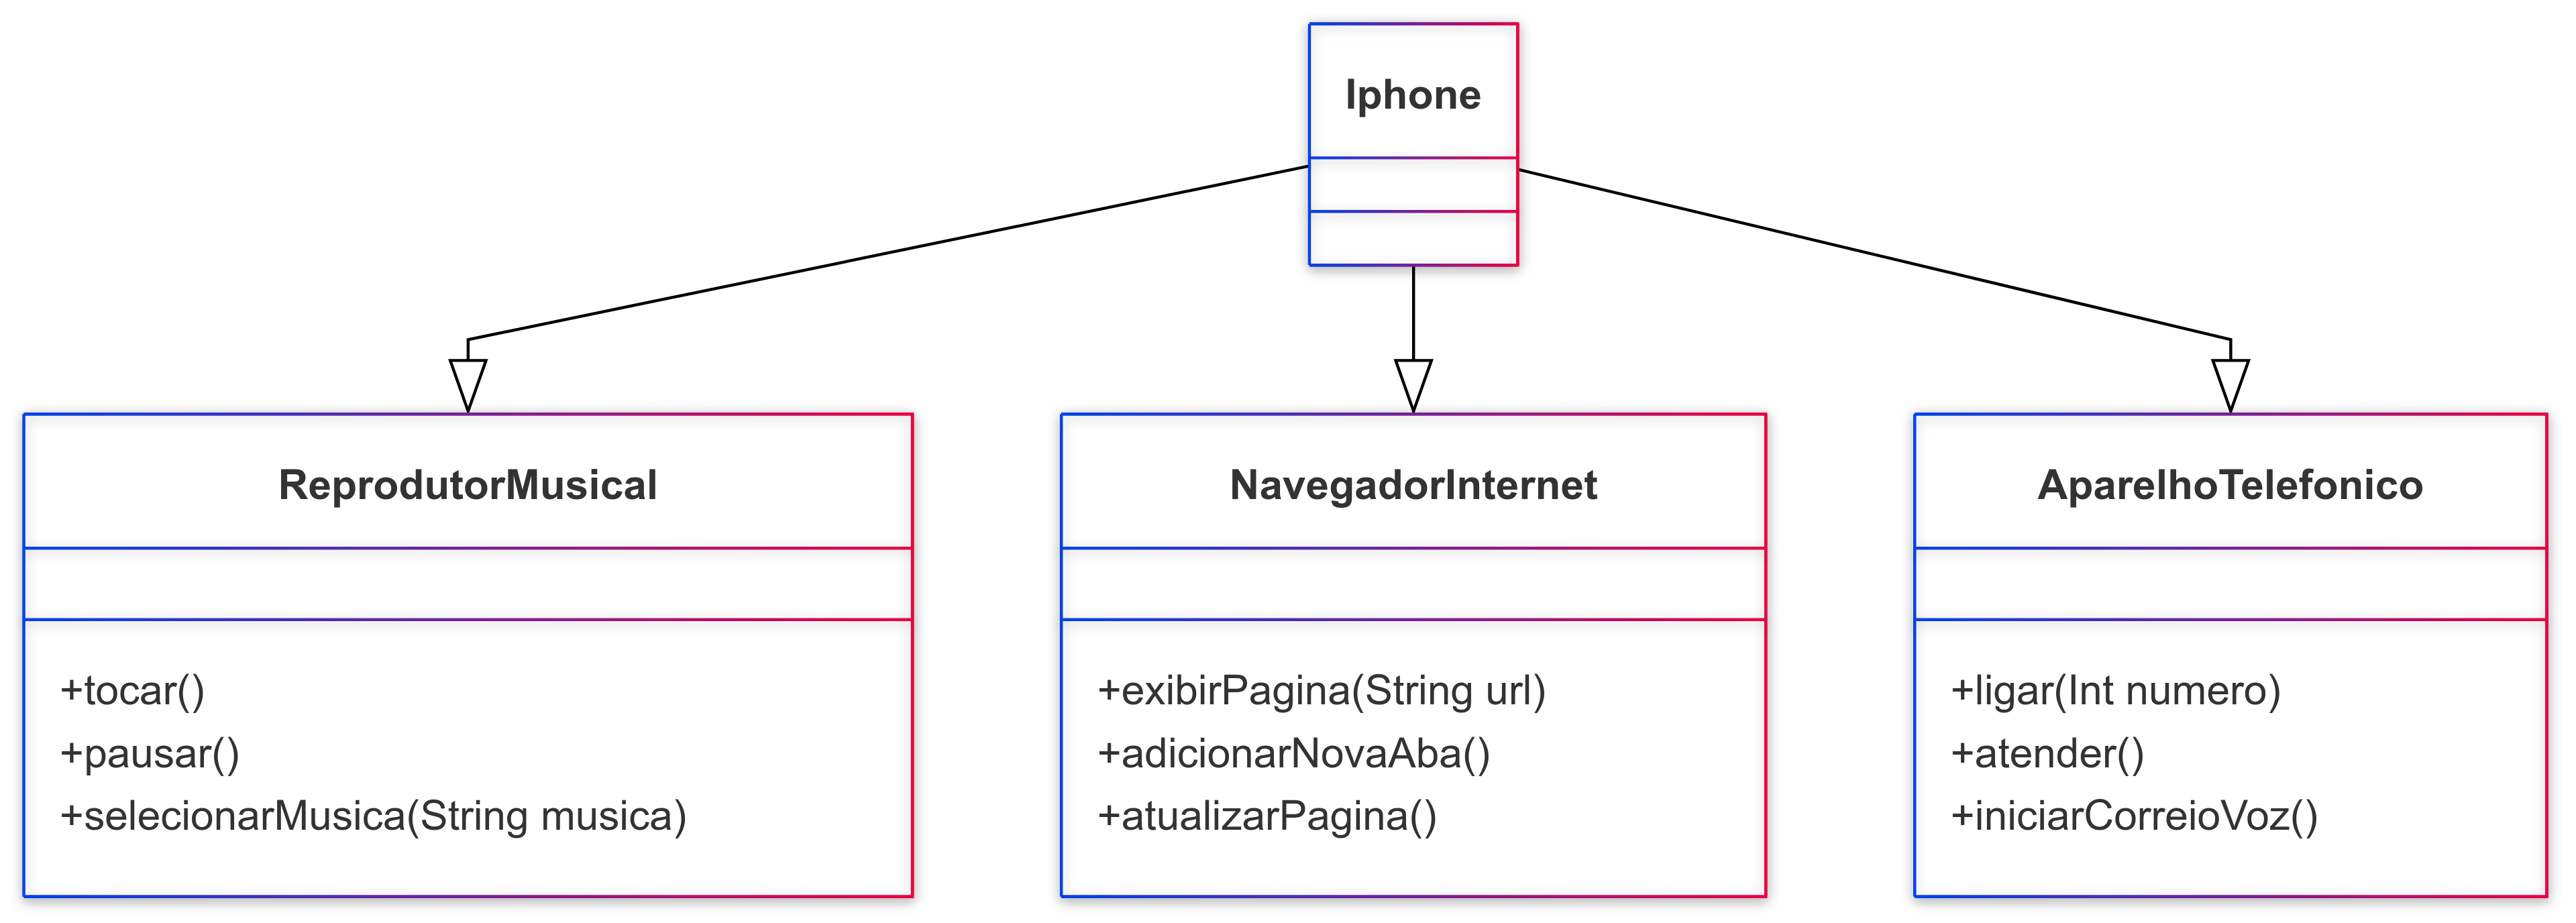 Iphone
ReprodutorMusical
+tocar()
+pausar()
+selecionarMusica(String musica)
NavegadorInternet
+exibirPagina(String url)
+adicionarNovaAba()
+atualizarPagina()
AparelhoTelefonico
+ligar(Int numero)
+atender()
+iniciarCorreioVoz()